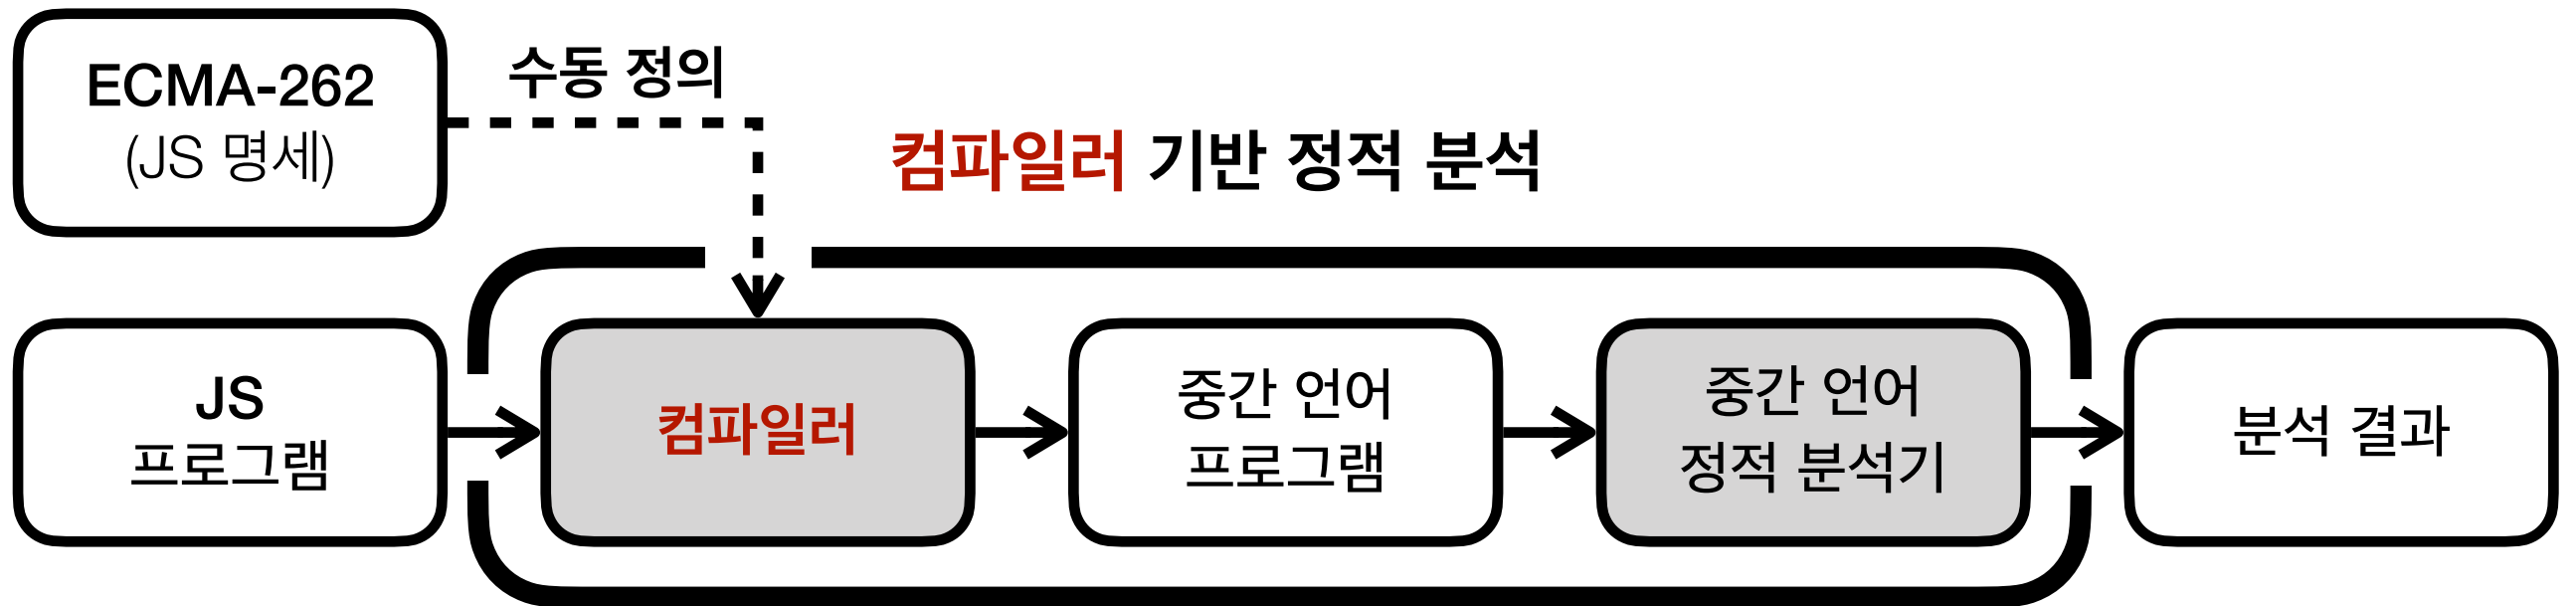 ECMA-262
(JS 명세)
수동 정의
컴파일러 기반 정적 분석
JS
프로그램
컴파일러
중간 언어
프로그램
중간 언어
정적 분석기
분석 결과